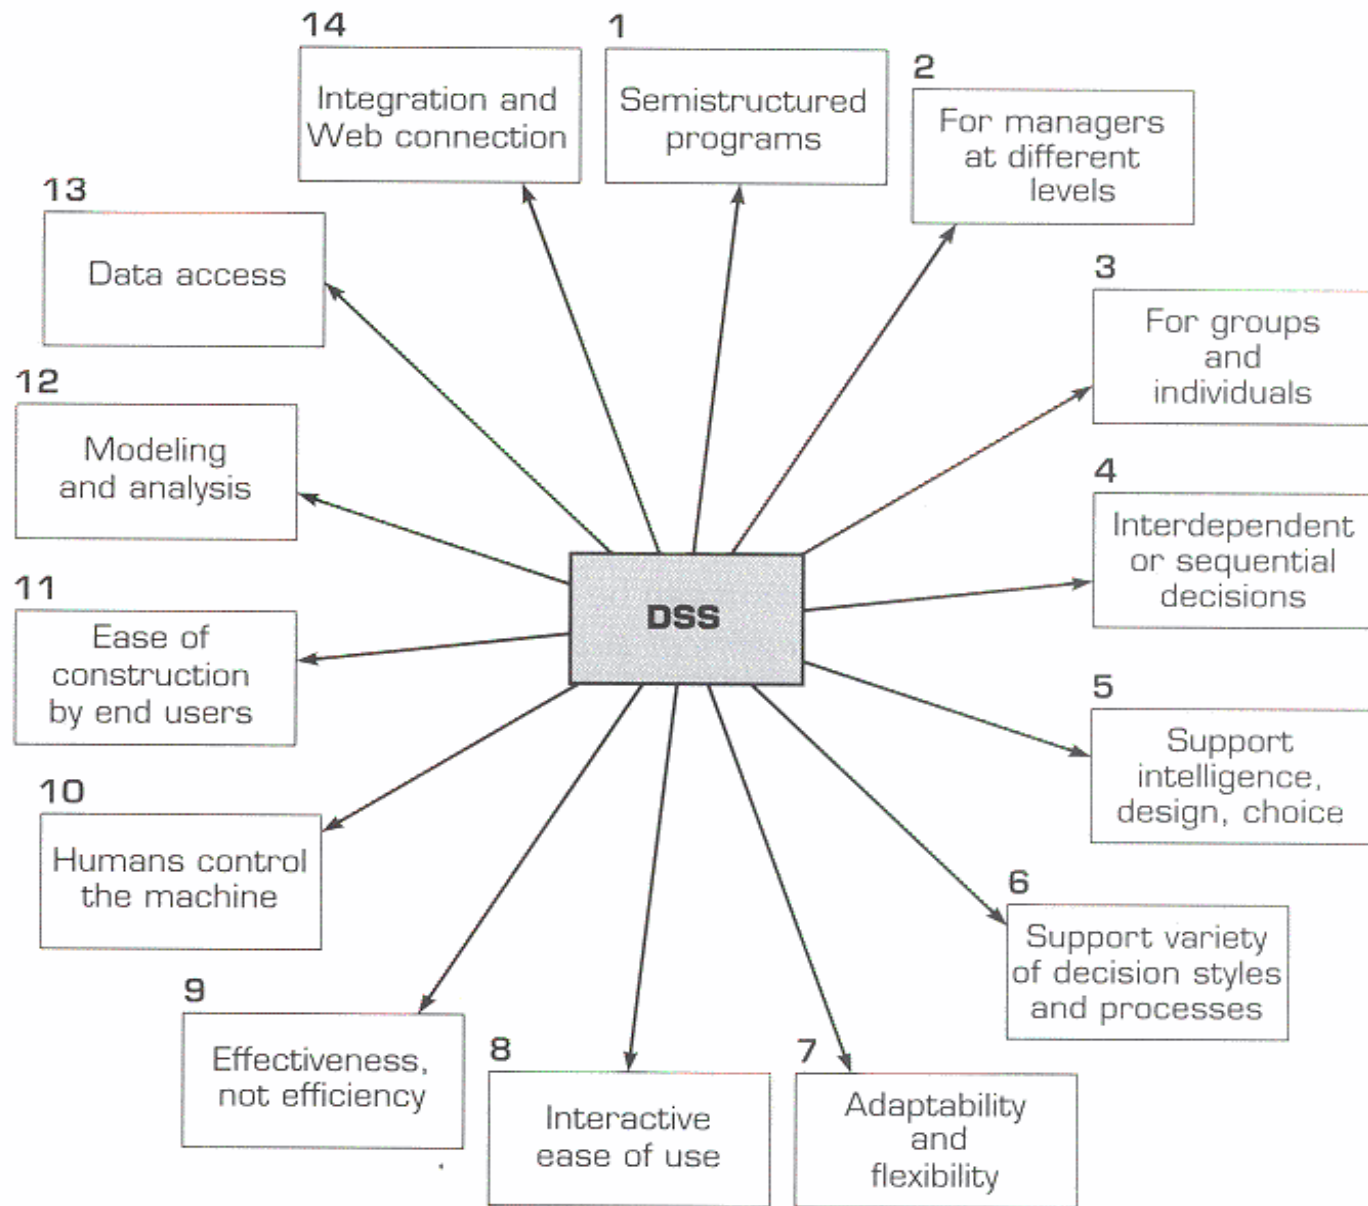 14
Integration and
Web connection
1
Semistructured
programs
2
For managers
at different
levels
13
Data access
3
For groups
and
individuals
12
Modeling
and analysis
4
Interdependent
or sequential
decisions
DSS
11
Ease of
construction
by end users
5
Support
intelligence,
design, choice
10
Humans control
the machine
6
Support variety
of decision styles
and processes
9
Effectiveness,
not efficiency
8
Interactive
ease of use
7
Adaptability
and
flexibility